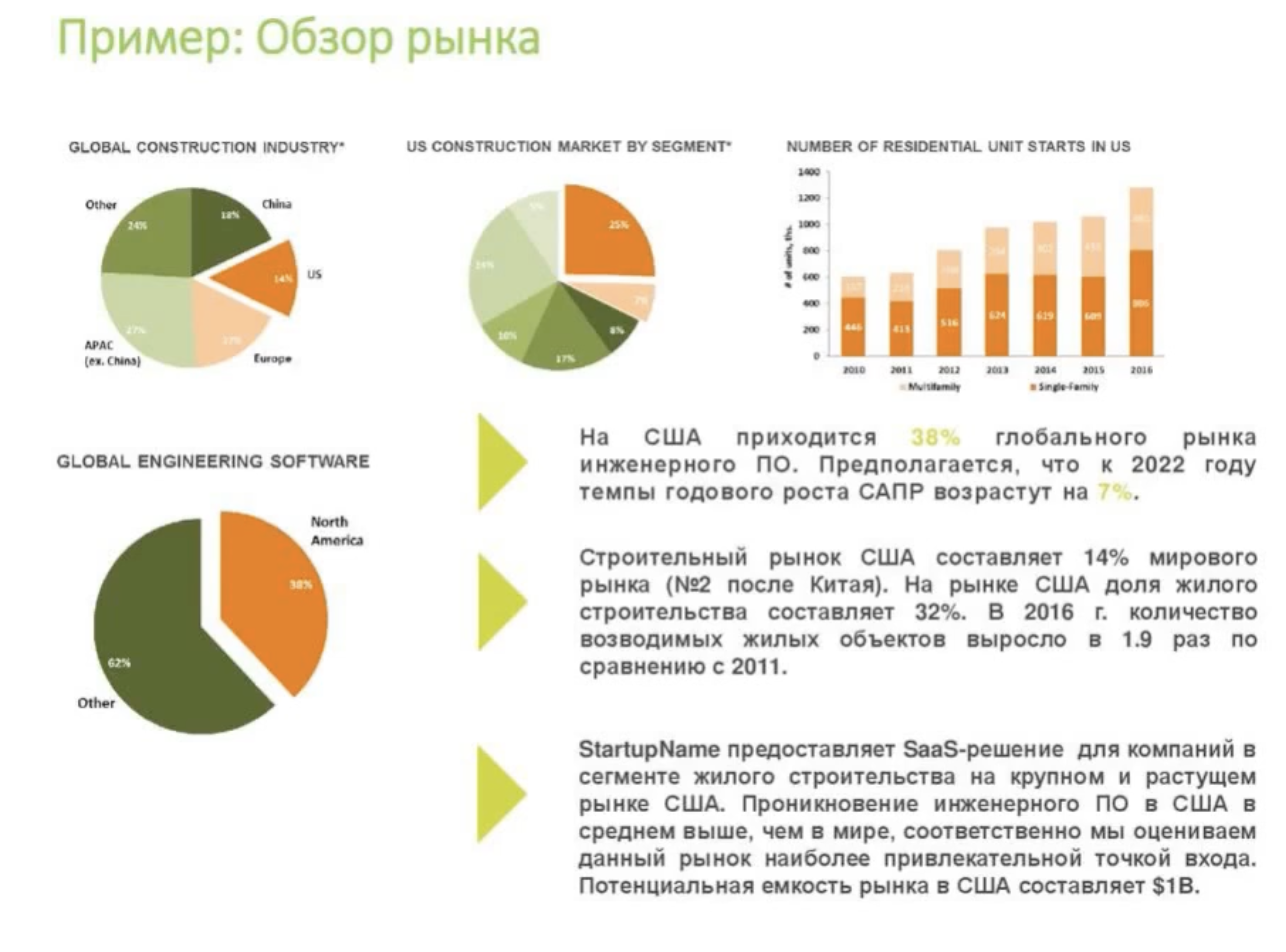 Пример: Обзор рынка
GLOBAL CONSTRUCTION INDUSTRY*
Other
China
24%
18%
14%
US
27%
17%
APAC
(ex. China)
Europe
US CONSTRUCTION MARKET BY SEGMENT*
25%
7%
8%
17%
10%
24%
NUMBER OF RESIDENTIAL UNIT STARTS IN US
# of units, ths.
1400
1200
1000
800
600
400
200
0
446
413
516
624
619
609
806
2010 2011 2012 2013 2014 2015 2016
Multifamily Single-Family
GLOBAL ENGINEERING SOFTWARE
North
America
38%
62%
Other
На США приходится 38% глобального рынка
инженерного ПО. Предполагается, что к 2022 году
темпы годового роста САПР возрастут на 7%.
Строительный рынок США составляет 14% мирового
рынка (№2 после Китая). На рынке США доля жилого
строительства составляет 32%. В 2016 г. количество
возводимых жилых объектов выросло в 1.9 раз по
сравнению с 2011.
StartupName предоставляет SaaS-решение для компаний в
сегменте жилого строительства на крупном и растущем
рынке США. Проникновение инженерного ПО в США в
среднем выше, чем в мире, соответственно мы оцениваем
данный рынок наиболее привлекательной точкой входа.
Потенциальная емкость рынка в США составляет $1B.